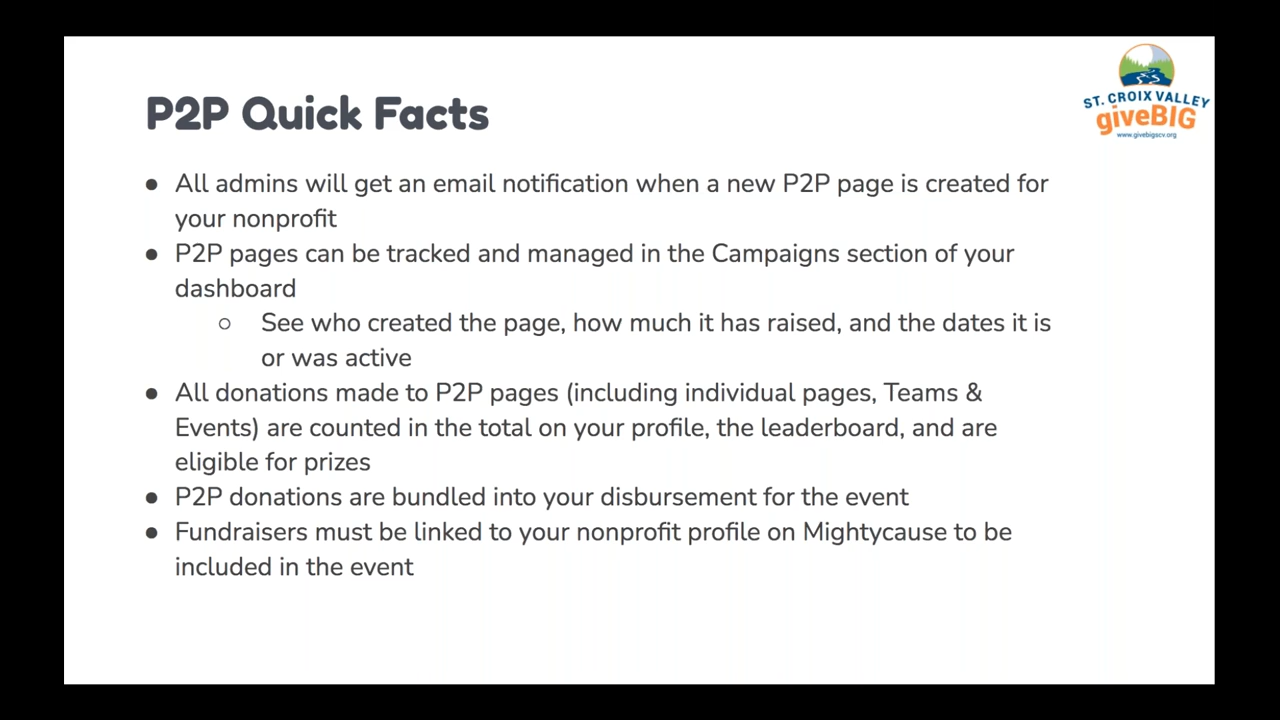 ST. CROIX VALLEY
giveBIG
www.givebigscv.org
P2P Quick Facts
● All admins will get an email notification when a new P2P page is created for
your nonprofit
● P2P pages can be tracked and managed in the Campaigns section of your
dashboard
○ See who created the page, how much it has raised, and the dates it is
or was active
● All donations made to P2P pages (including individual pages, Teams &
Events) are counted in the total on your profile, the leaderboard, and are
eligible for prizes
● P2P donations are bundled into your disbursement for the event
● Fundraisers must be linked to your nonprofit profile on Mightycause to be
included in the event